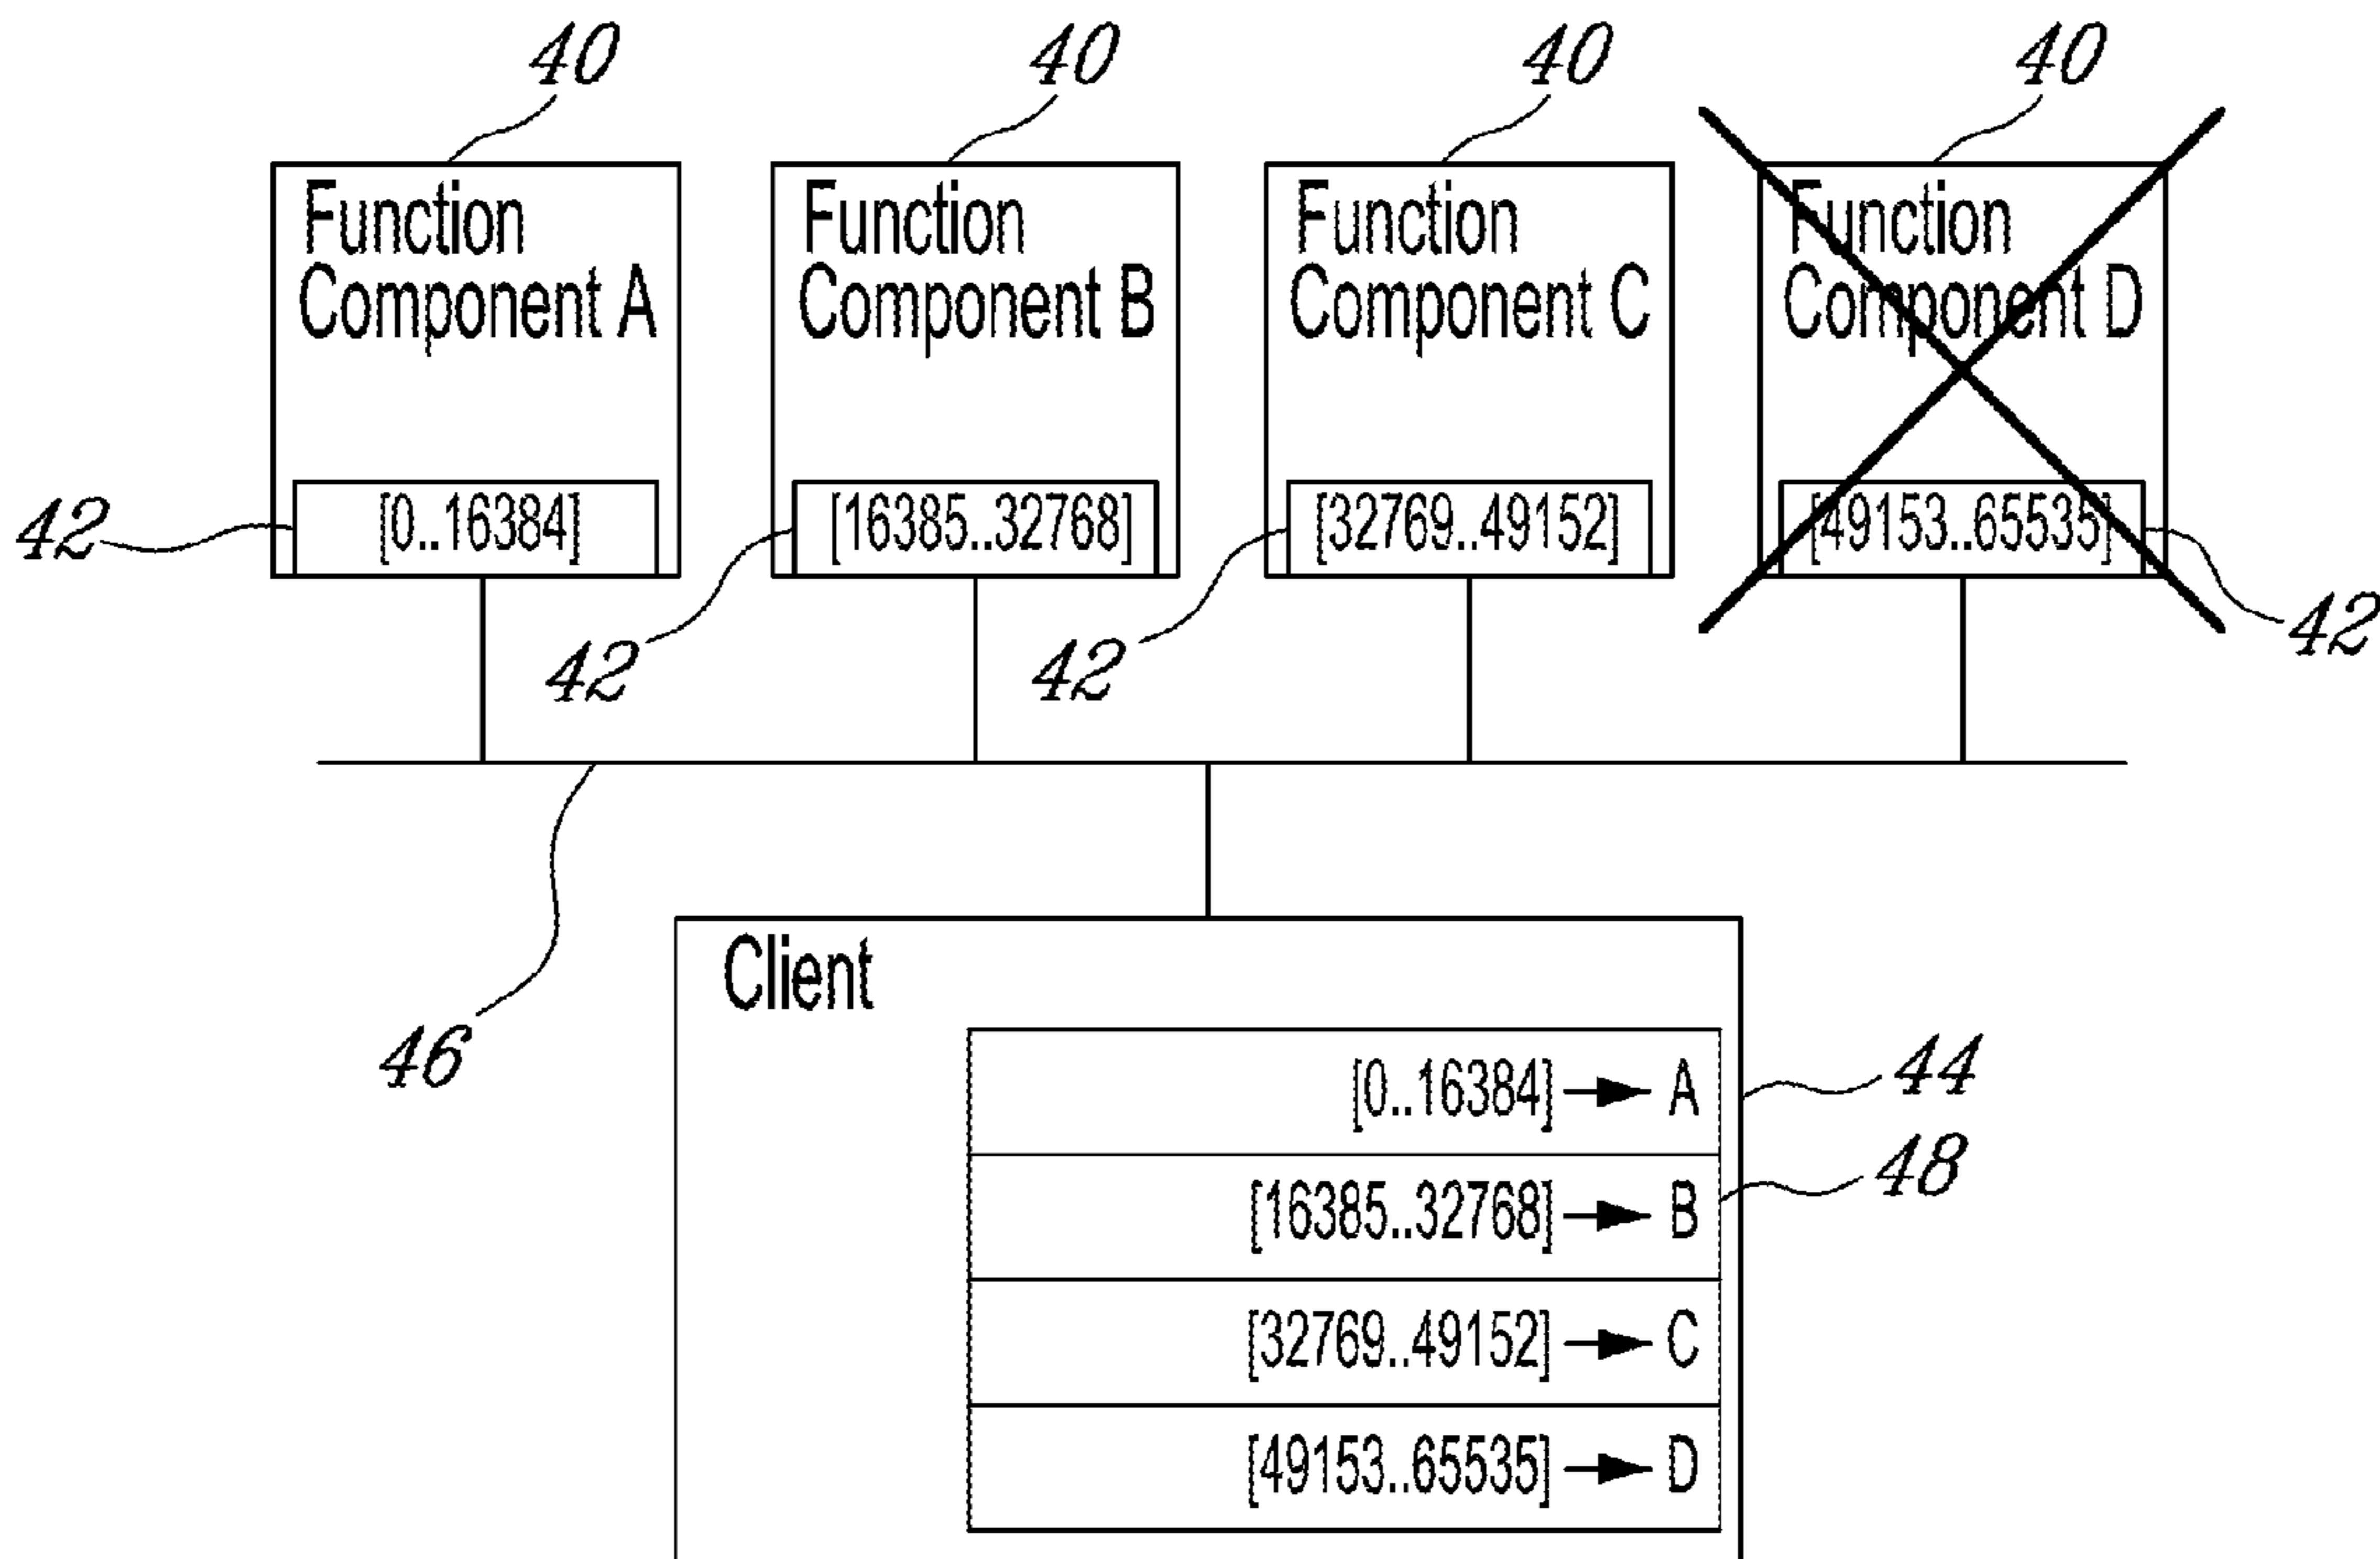 40
40
40
40
Function
Component A
Function
Component B
Function
Component C
Function
Component D
[0..16384]
[16385..32768]
[32769..49152]
[49153..65535]
42
42
42
42
46
Client
[0..16384] → A
[16385..32768] → B
[32769..49152] → C
[49153..65535] → D
44
48